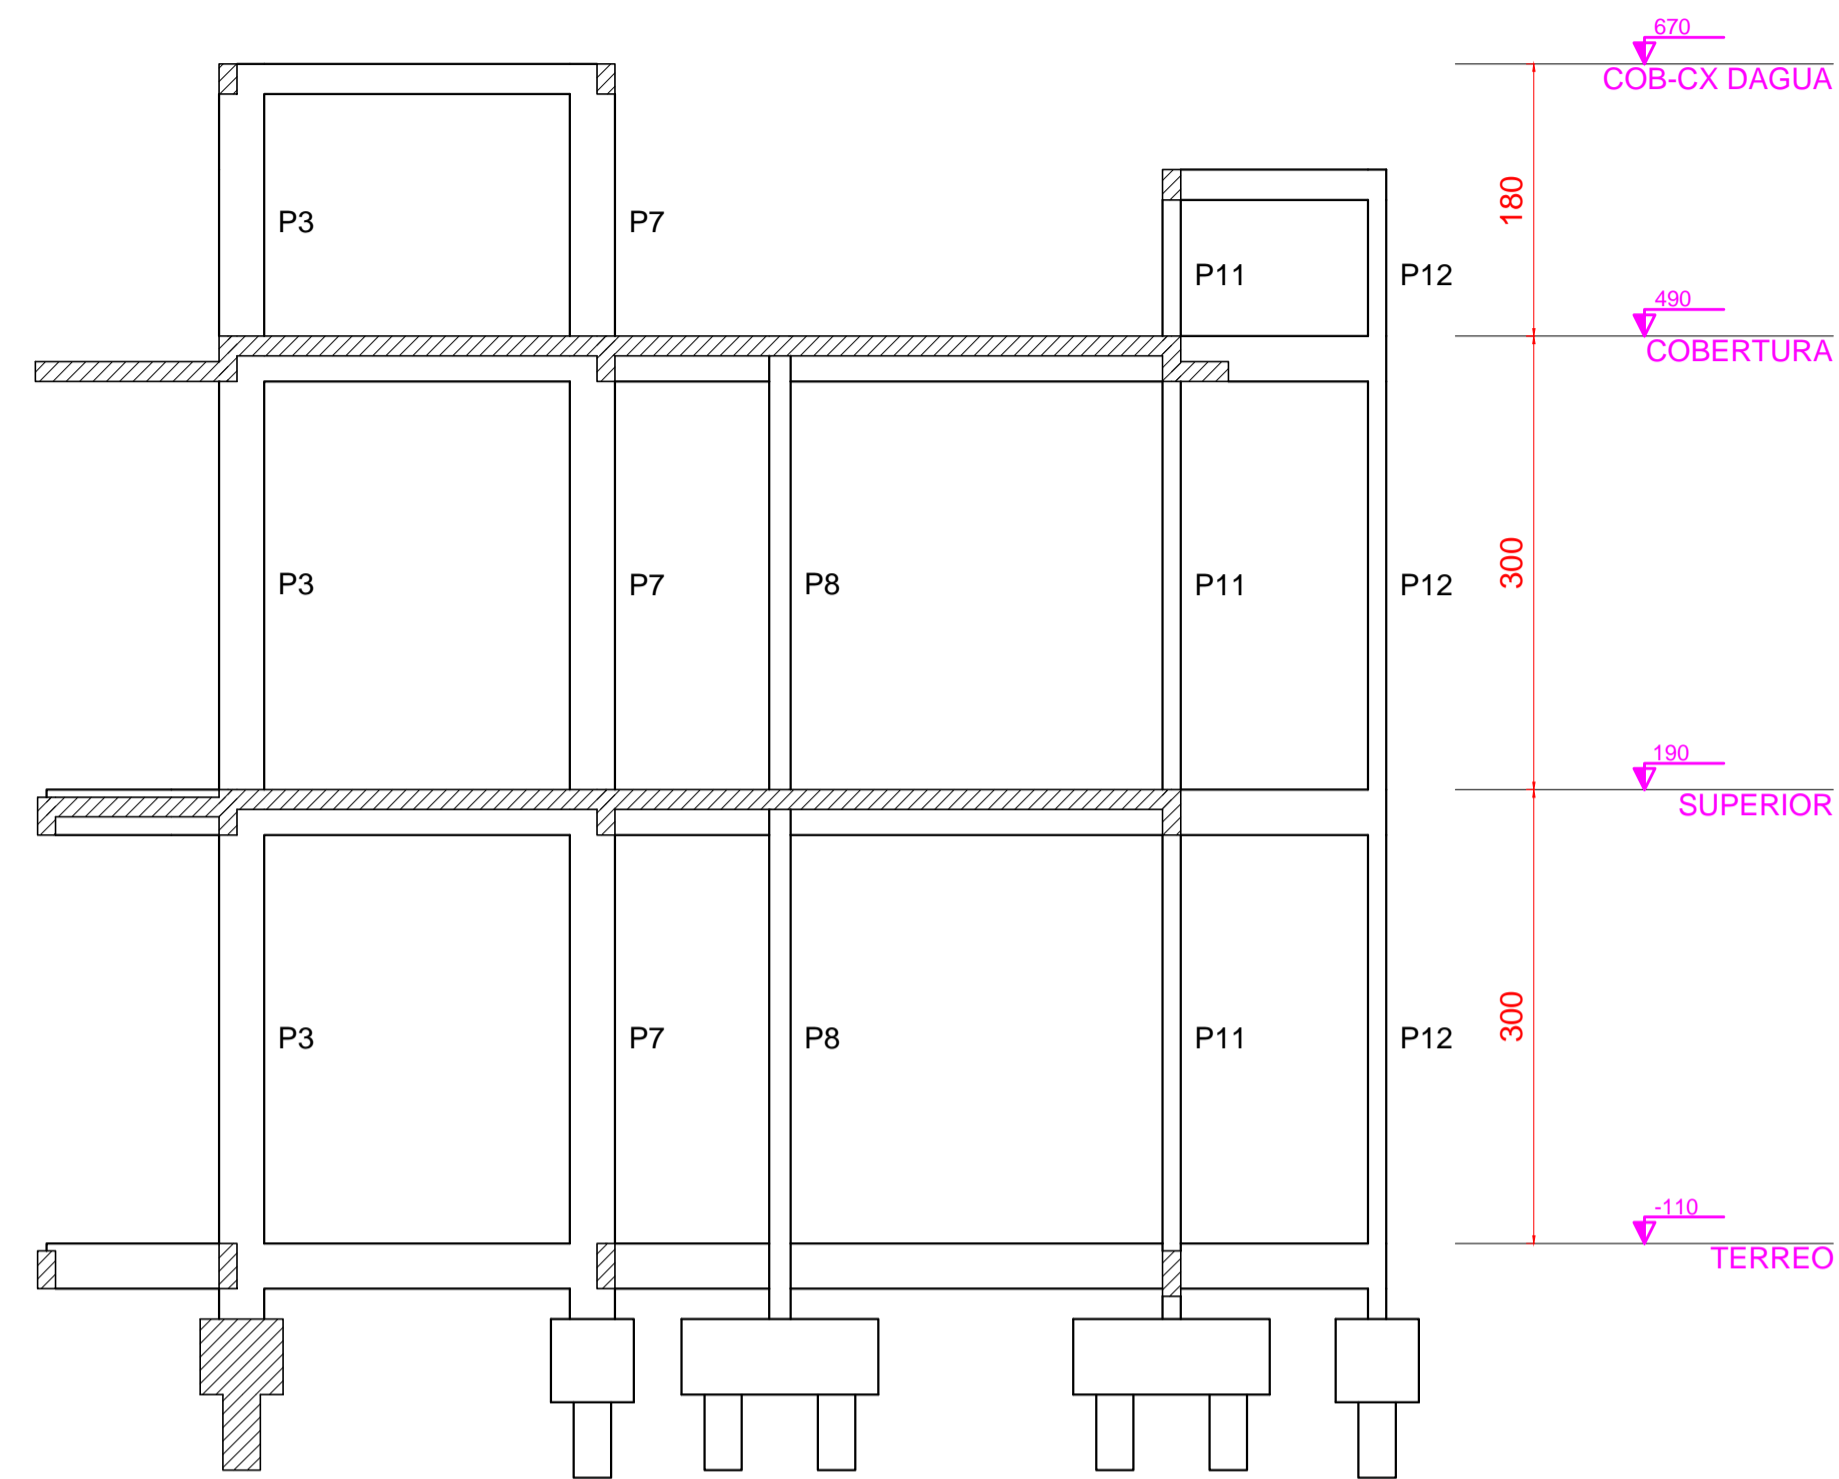 670
COB-CX DAGUA
180
P3
P7
P11
P12
490
COBERTURA
300
P3
P7
P8
P11
P12
190
SUPERIOR
300
P3
P7
P8
P11
P12
-110
TERREO